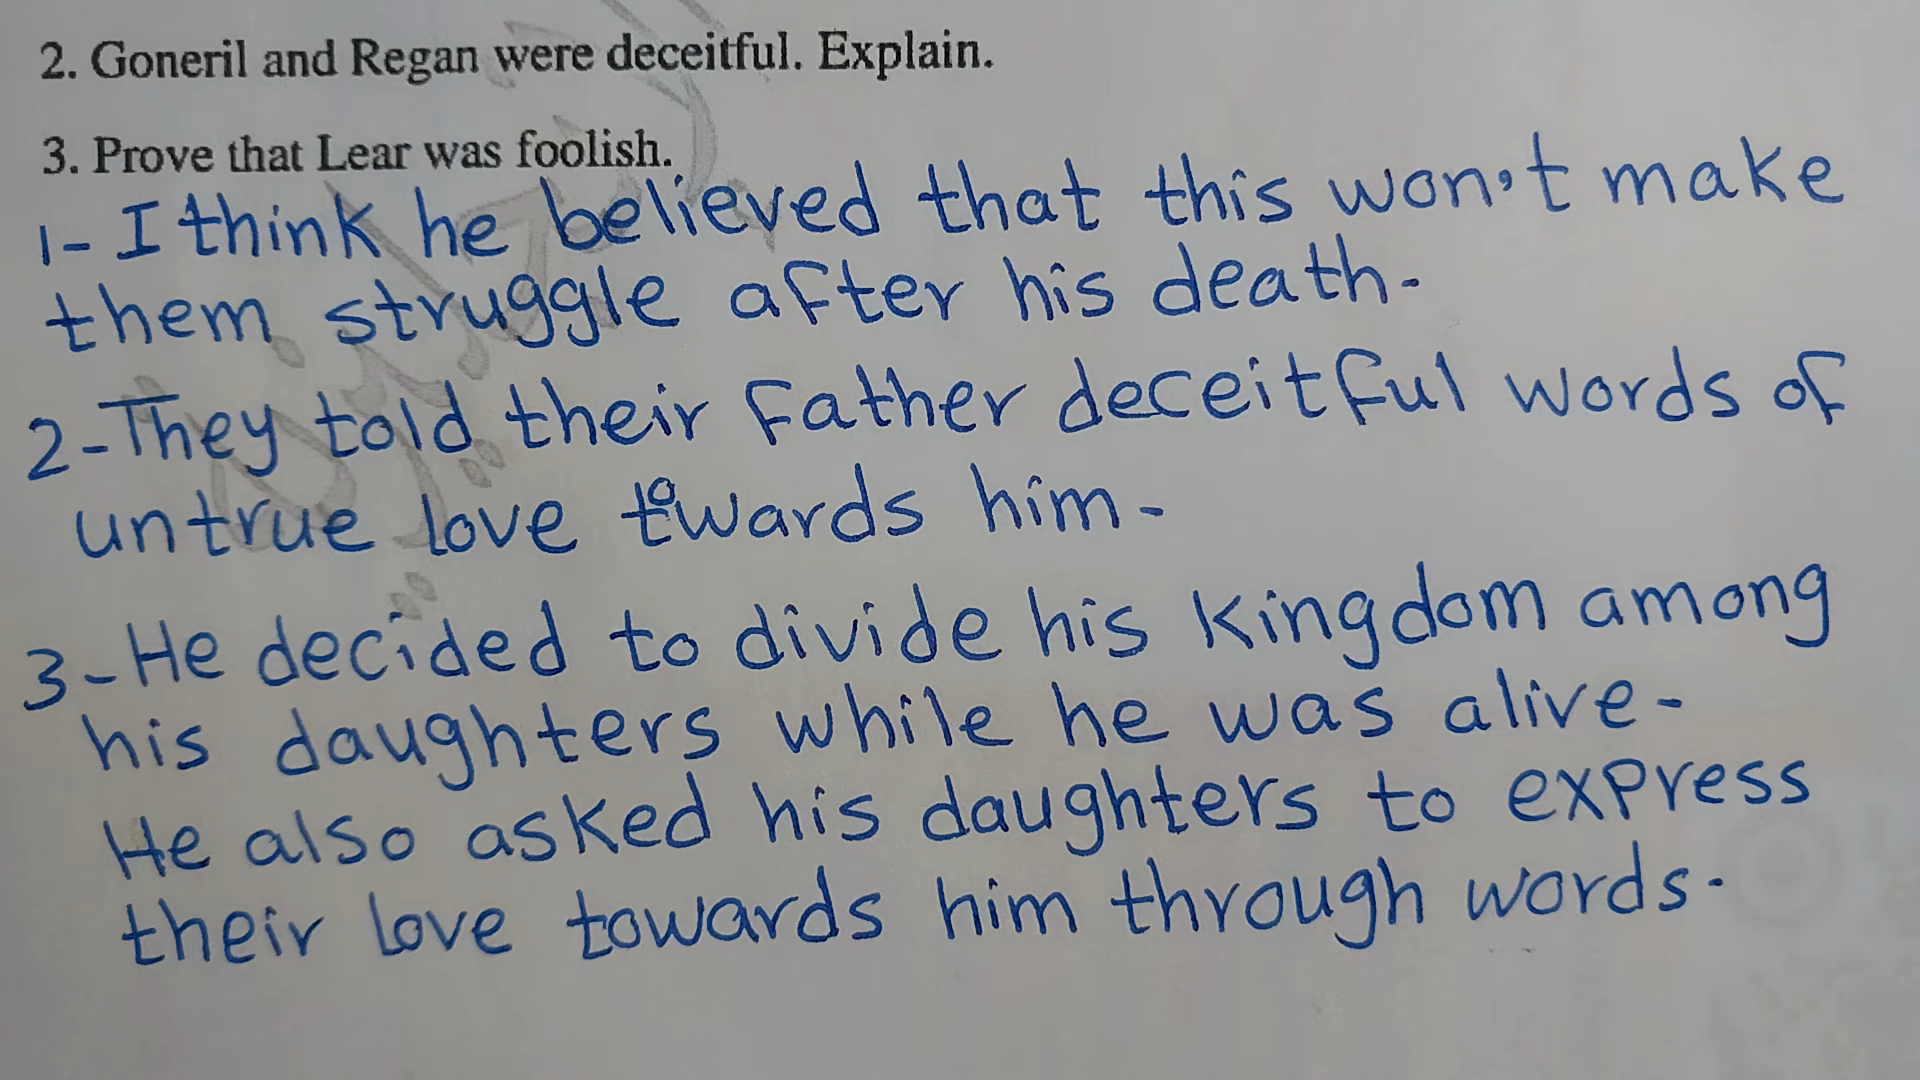 2. Goneril and Regan were deceitful. Explain.
3. Prove that Lear was foolish.
1- I think he believed that this won't make
them struggle after his death.
2- They told their Father deceitful words of
untrue love towards him.
3- He decided to divide his Kingdom among
his daughters while he was alive.
He also asked his daughters to express
their love towards him through words.